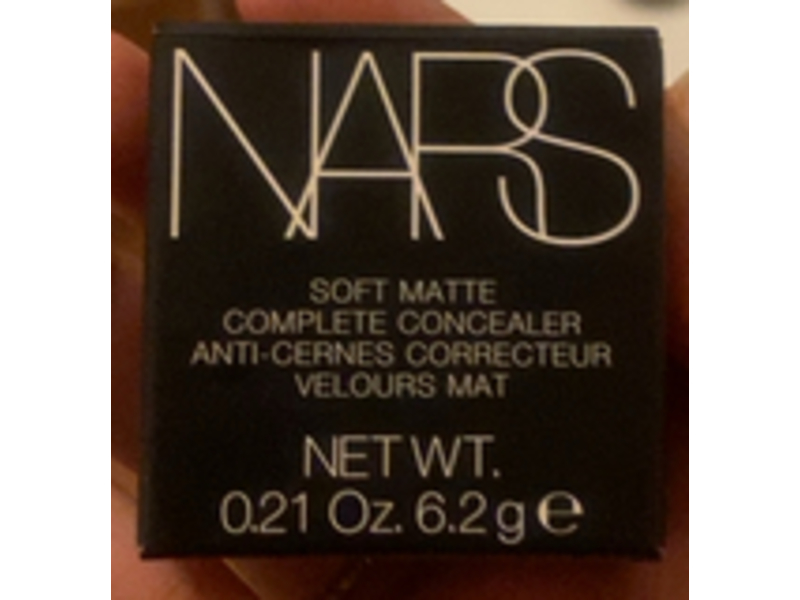 NARS
SOFT MATTE
COMPLETE CONCEALER
ANTI-CERNES CORRECTEUR
VELOURS MAT
NET WT.
0.21 Oz. 6.2 g ℮